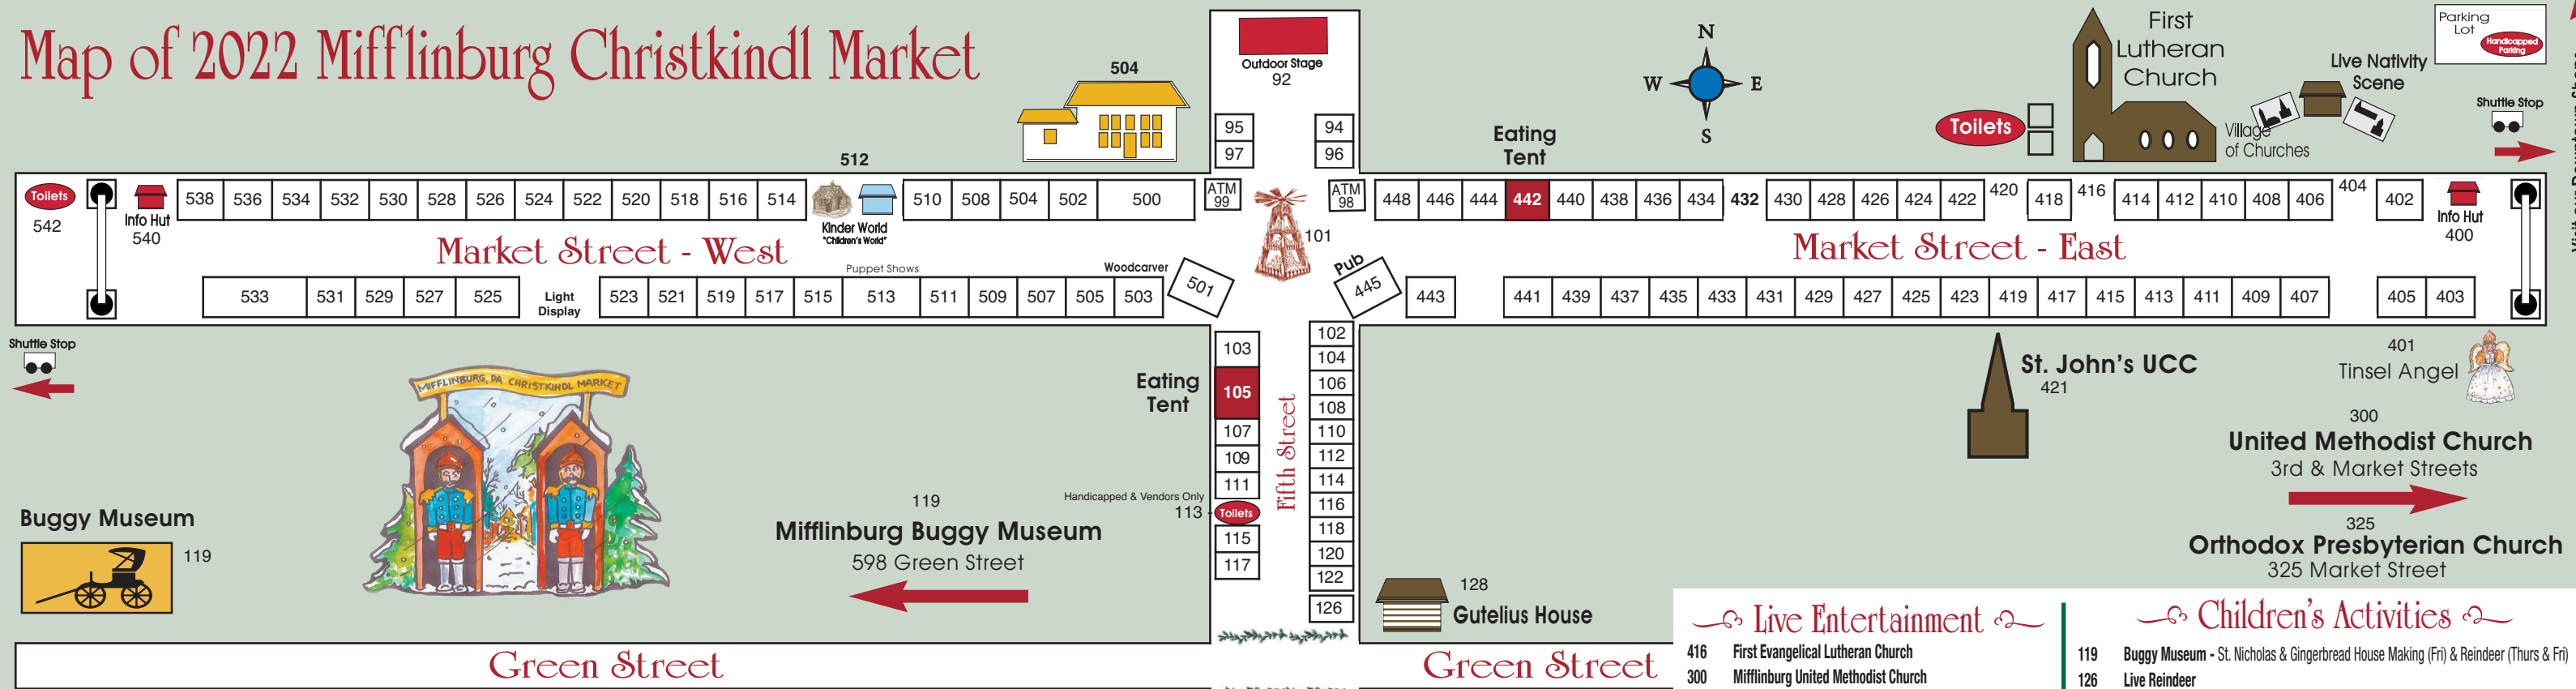 Map of 2022 Mifflinburg Christkindl Market
504
Outdoor Stage
92
95
97
94
96
ATM
99
ATM
98
101
N
W
E
S
Eating
Tent
Toilets
First
Lutheran
Church
Village
of Churches
Live Nativity
Scene
Parking
Lot
Handicapped
Parking
Shuttle Stop
Toilets
542
Info Hut
540
538 536 534 532 530 528 526 524 522 520 518 516 514
512
Kinder World
"Children's World"
510 508 504 502 500
448 446 444 442 440 438 436 434 432 430 428 426 424 422 420 418 416 414 412 410 408 406 404 402
Info Hut
400
Market Street - West
Market Street - East
Puppet Shows
Woodcarver
Pub
533 531 529 527 525
Light
Display
523 521 519 517 515 513 511 509 507 505 503 501
445 443 441 439 437 435 433 431 429 427 425 423 419 417 415 413 411 409 407 405 403
Shuttle Stop
MIFFLINBURG, PA CHRISTKINDL MARKET
Buggy Museum
119
119
Mifflinburg Buggy Museum
598 Green Street
Eating
Tent
103
105
107
109
111
Handicapped & Vendors Only
113 - Toilets
115
117
Fifth Street
102
104
106
108
110
112
114
116
118
120
122
126
128
Gutelius House
St. John's UCC
421
401
Tinsel Angel
300
United Methodist Church
3rd & Market Streets
325
Orthodox Presbyterian Church
325 Market Street
Green Street
Green Street
Live Entertainment
416 First Evangelical Lutheran Church
300 Mifflinburg United Methodist Church
Children's Activities
119 Buggy Museum - St. Nicholas & Gingerbread House Making (Fri) & Reindeer (Thurs & Fri)
126 Live Reindeer